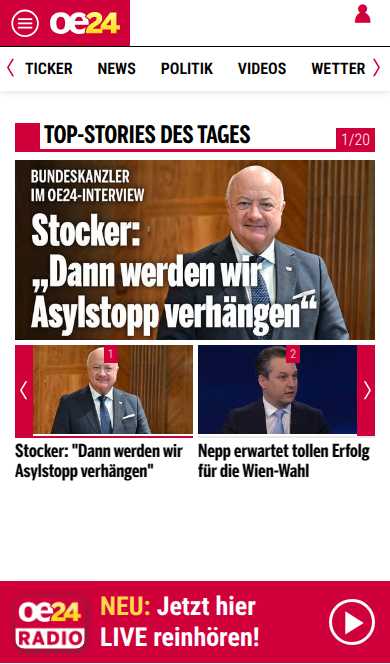 oe24
TICKER NEWS POLITIK VIDEOS WETTER
TOP-STORIES DES TAGES
1/20
BUNDESKANZLER
IM OE24-INTERVIEW
Stocker:
„Dann werden wir
Asylstopp verhängen“
1
2
Stocker: "Dann werden wir
Asylstopp verhängen"
Nepp erwartet tollen Erfolg
für die Wien-Wahl
oe24
RADIO
NEU: Jetzt hier
LIVE reinhören!